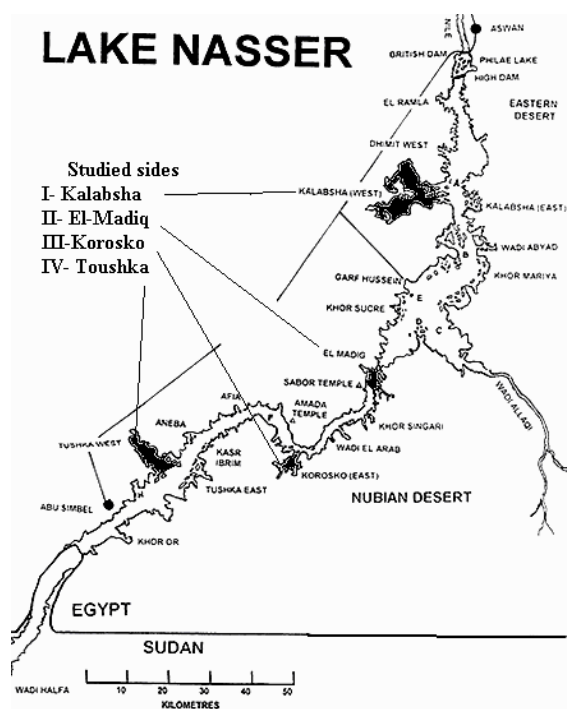 LAKE NASSER
NILE
ASWAN
BRITISH DAM
PHILAE LAKE
HIGH DAM
EL RAMLA
EASTERN
DESERT
DHIMIT WEST
Studied sides
I- Kalabsha
II- El-Madiq
III-Korosko
IV- Toushka
KALABSHA (WEST)
A
KALABSHA (EAST)
WADI ABYAD
B
GARF HUSSEIN
KHOR MARIYA
E
KHOR SUCRE
D
C
EL MADIG
SABOR TEMPLE
WADI ALLAQI
AFIA
AMADA
TEMPLE
ANEBA
F
KHOR SINGARI
TUSHKA WEST
KASR
IBRIM
WADI EL ARAB
KOROSKO (EAST)
TUSHKA EAST
NUBIAN DESERT
H
ABU SIMBEL
KHOR OR
EGYPT
SUDAN
WADI HALFA
10 20 30 40 50
KILOMETRES